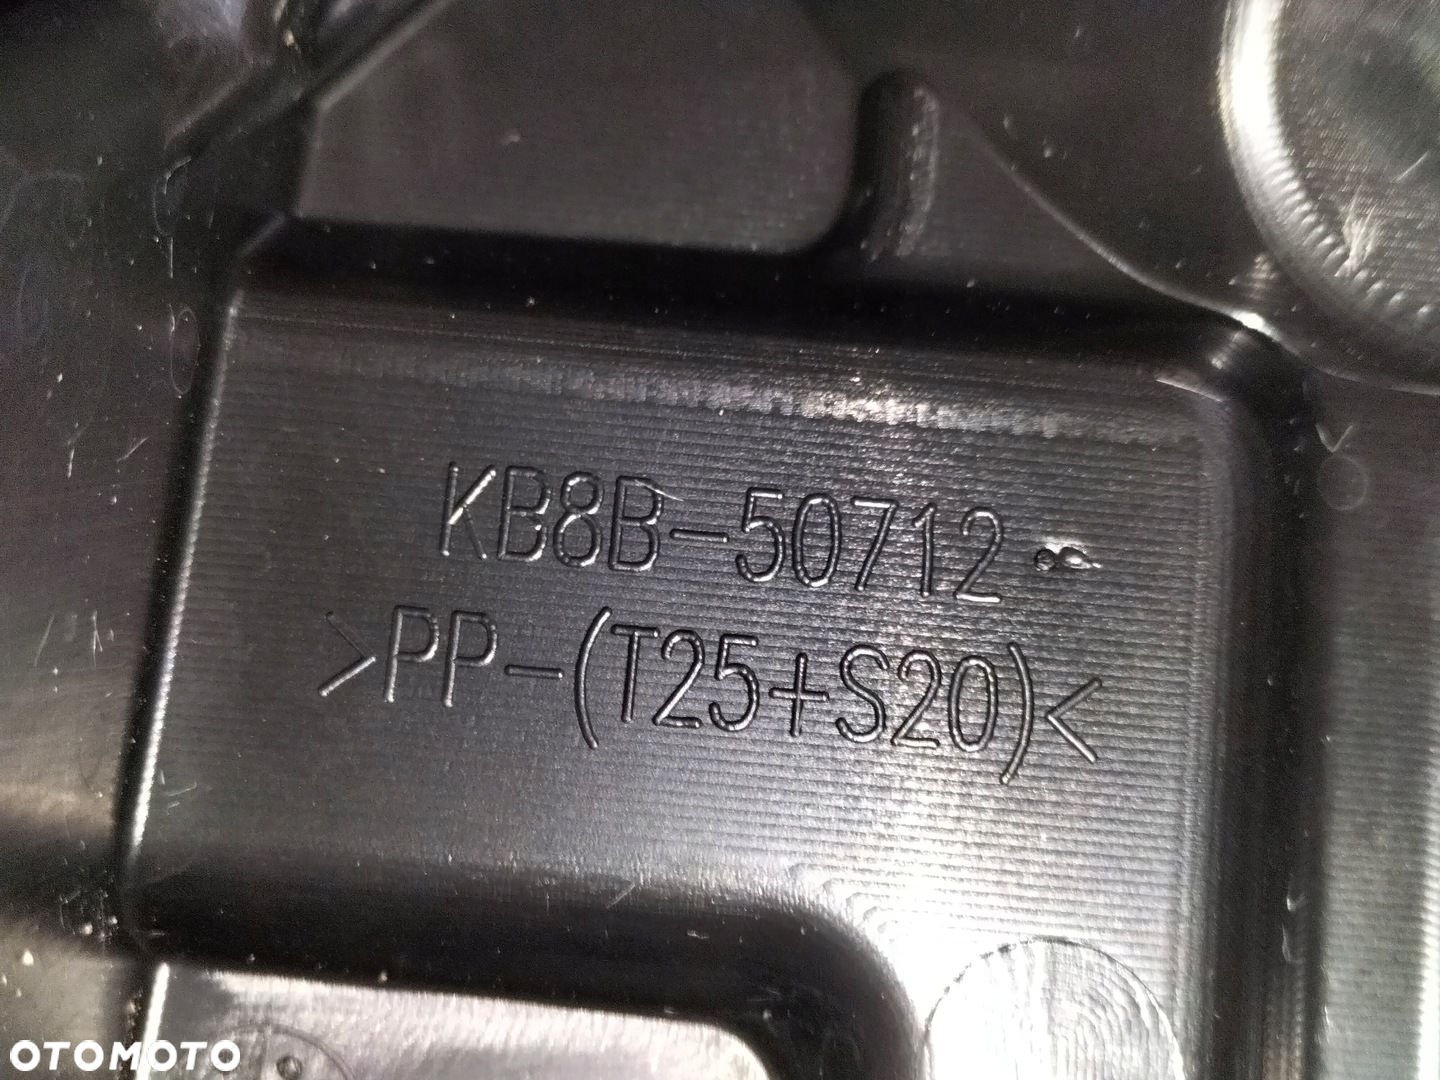 KB8B-50712
>PP-(T25+S20)<
OTOMOTO